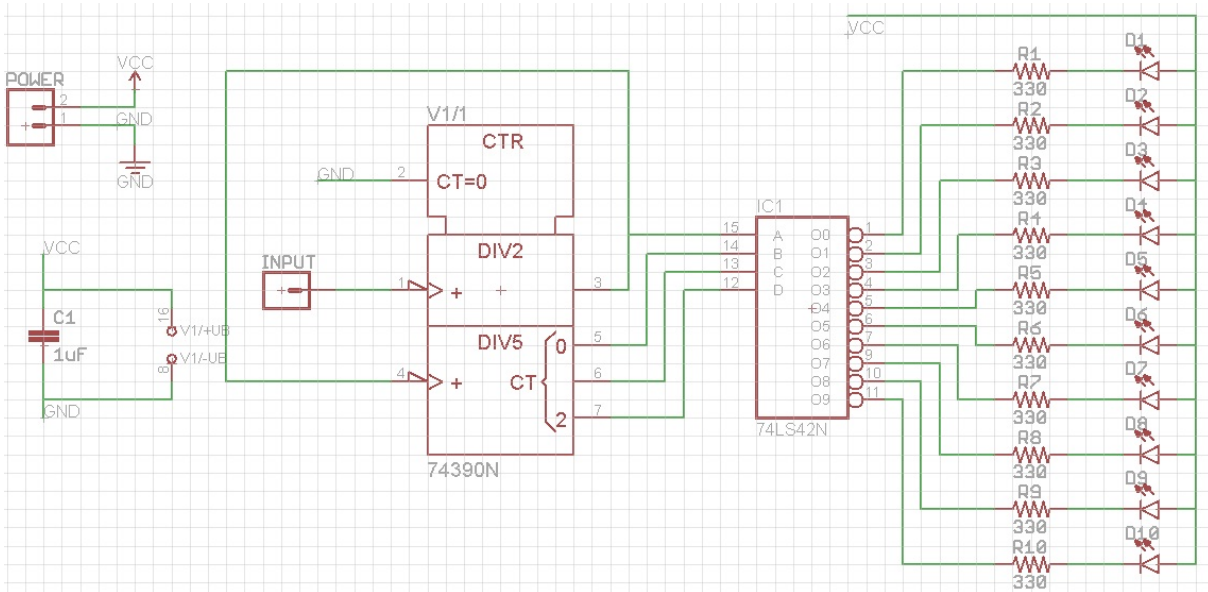 POWER
2
1
VCC
GND
GND
VCC
C1
1uF
16
V1/+UB
V1/-UB
8
GND
V1/1
CTR
GND
2
CT=0
INPUT
DIV2
1
+
3
DIV5
0
5
4
+
CT
6
2
7
74390N
IC1
15
A
O0
1
14
B
O1
2
13
C
O2
3
12
D
O3
4
O4
5
O5
6
O6
7
O7
9
O8
10
O9
11
74LS42N
VCC
R1
330
D1
R2
330
D2
R3
330
D3
R4
330
D4
R5
330
D5
R6
330
D6
R7
330
D7
R8
330
D8
R9
330
D9
R10
330
D10